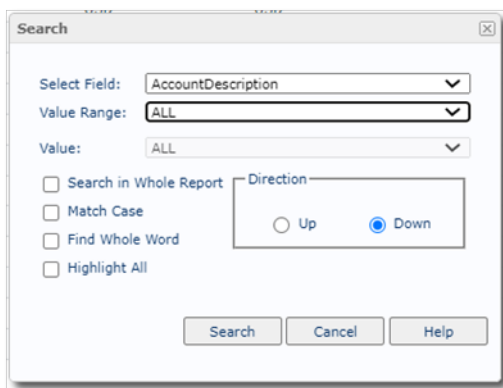 Search
Select Field: AccountDescription
Value Range: ALL
Value: ALL
Search in Whole Report
Direction
Match Case
Up Down
Find Whole Word
Highlight All
Search Cancel Help